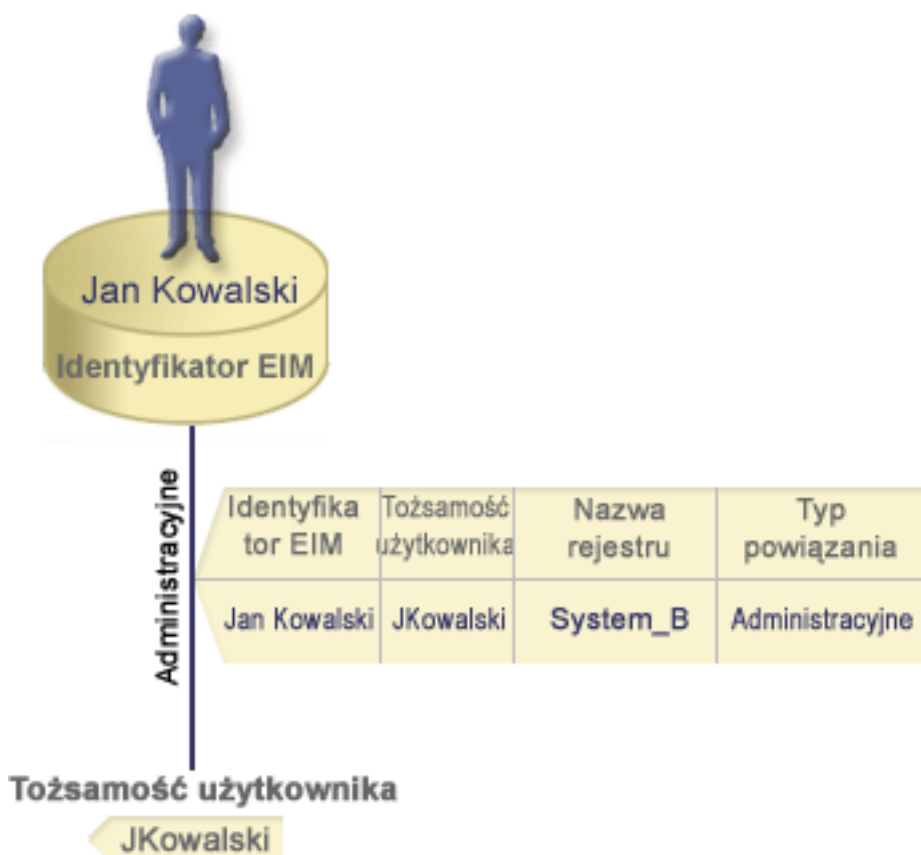 Jan Kowalski
Identyfikator EIM
Administracyjne
Identyfika
tor EIM
Tożsamość
użytkownika
Nazwa
rejestru
Typ
powiązania
Jan Kowalski
JKowalski
System_B
Administracyjne
Tożsamość użytkownika
JKowalski